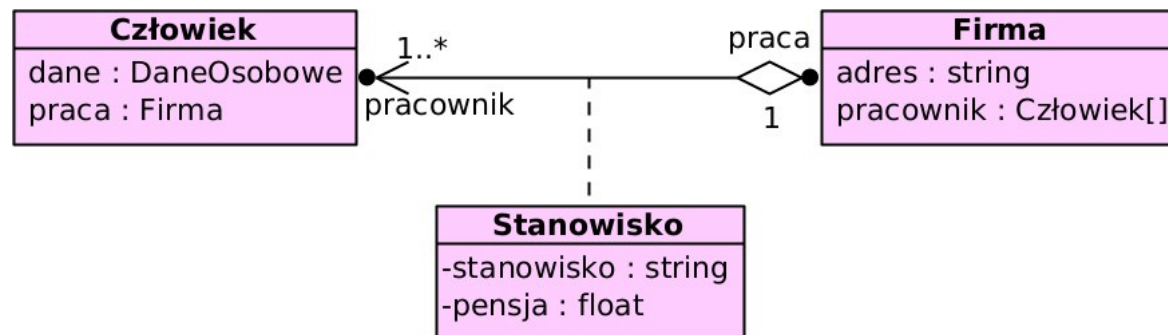 Człowiek
dane : DaneOsobowe
praca : Firma
1..*
pracownik
praca
1
Firma
adres : string
pracownik : Człowiek[]
Stanowisko
-stanowisko : string
-pensja : float